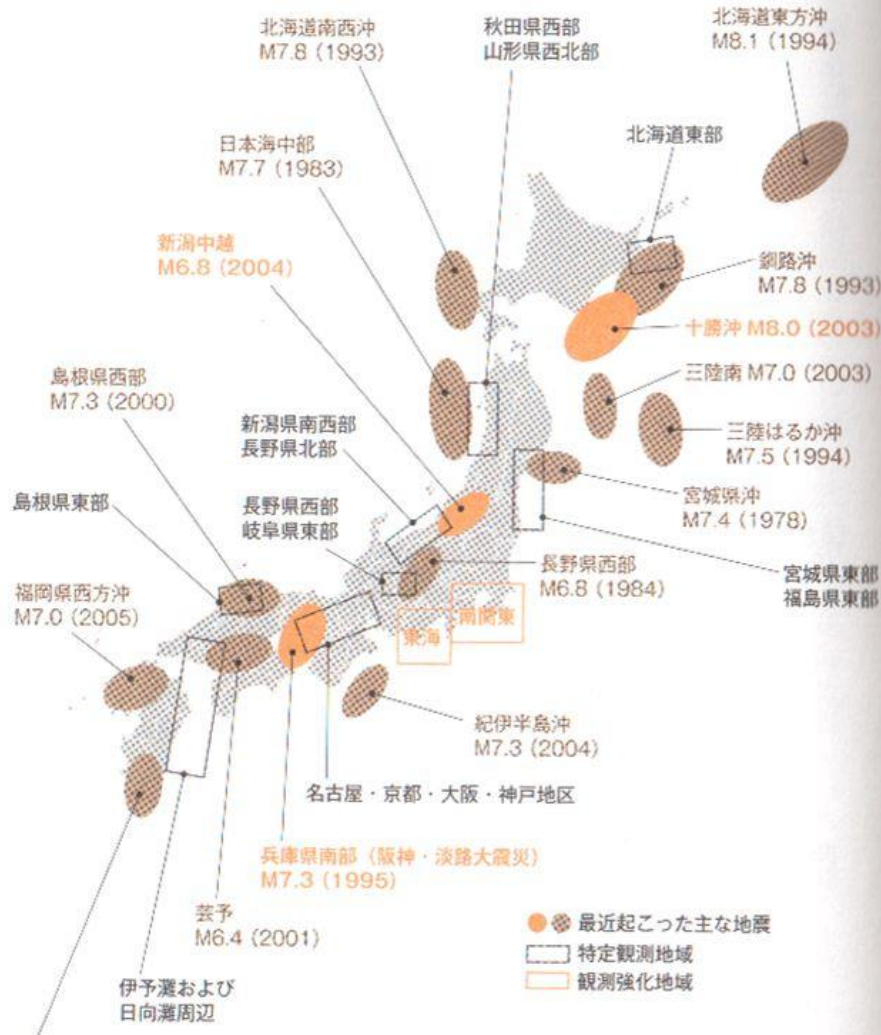 北海道南西沖
M7.8 (1993)
秋田県西部
山形県西北部
北海道東方沖
M8.1 (1994)
日本海中部
M7.7 (1983)
北海道東部
新潟中越
M6.8 (2004)
釧路沖
M7.8 (1993)
十勝沖 M8.0 (2003)
島根県西部
M7.3 (2000)
三陸南 M7.0 (2003)
新潟県南西部
長野県北部
三陸はるか沖
M7.5 (1994)
島根県東部
長野県西部
岐阜県東部
宮城県沖
M7.4 (1978)
福岡県西方沖
M7.0 (2005)
長野県西部
M6.8 (1984)
宮城県東部
福島県東部
東海
南関東
紀伊半島沖
M7.3 (2004)
名古屋・京都・大阪・神戸地区
兵庫県南部（阪神・淡路大震災）
M7.3 (1995)
芸予
M6.4 (2001)
伊予灘および
日向灘周辺
最近起こった主な地震
特定観測地域
観測強化地域